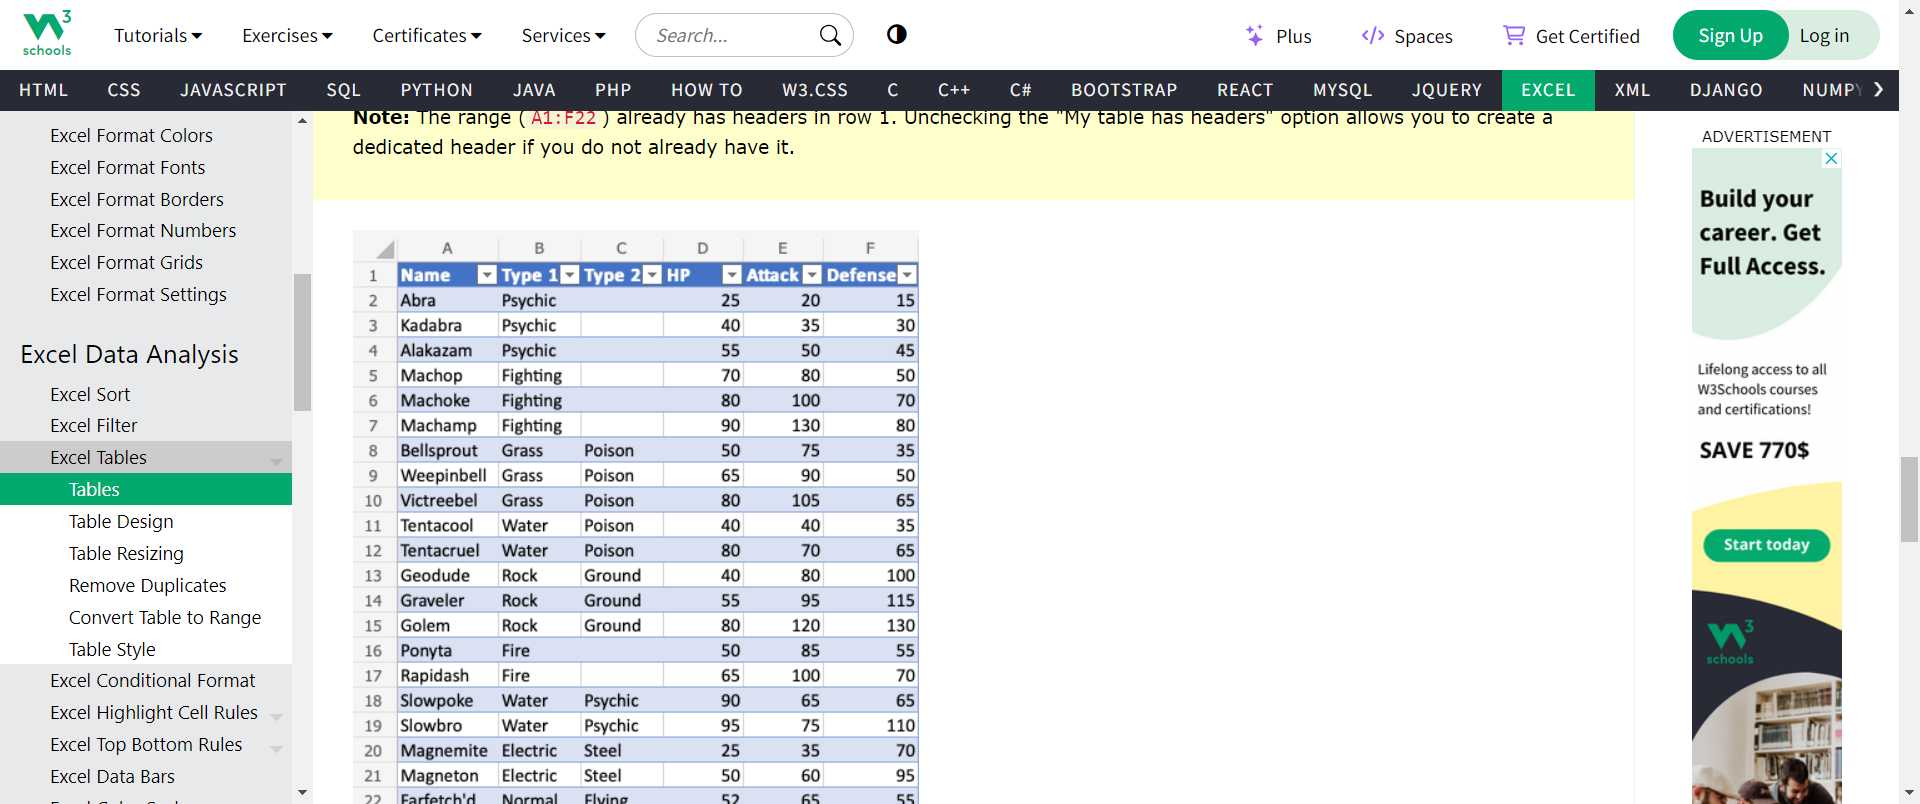 W3 schools
Tutorials Exercises Certificates Services Search... Plus Spaces Get Certified Sign Up Log in
HTML CSS JAVASCRIPT SQL PYTHON JAVA PHP HOW TO W3.CSS C C++ C# BOOTSTRAP REACT MYSQL JQUERY EXCEL XML DJANGO NUMPY
Excel Format Colors
Excel Format Fonts
Excel Format Borders
Excel Format Numbers
Excel Format Grids
Excel Format Settings
Excel Data Analysis
Excel Sort
Excel Filter
Excel Tables
Tables
Table Design
Table Resizing
Remove Duplicates
Convert Table to Range
Table Style
Excel Conditional Format
Excel Highlight Cell Rules
Excel Top Bottom Rules
Excel Data Bars
Note: The range ( A1:F22 ) already has headers in row 1. Unchecking the "My table has headers" option allows you to create a
dedicated header if you do not already have it.
A B C D E F
1 Name Type 1 Type 2 HP Attack Defense
2 Abra Psychic 25 20 15
3 Kadabra Psychic 40 35 30
4 Alakazam Psychic 55 50 45
5 Machop Fighting 70 80 50
6 Machoke Fighting 80 100 70
7 Machamp Fighting 90 130 80
8 Bellsprout Grass Poison 50 75 35
9 Weepinbell Grass Poison 65 90 50
10 Victreebel Grass Poison 80 105 65
11 Tentacool Water Poison 40 40 35
12 Tentacruel Water Poison 80 70 65
13 Geodude Rock Ground 40 80 100
14 Graveler Rock Ground 55 95 115
15 Golem Rock Ground 80 120 130
16 Ponyta Fire 50 85 55
17 Rapidash Fire 65 100 70
18 Slowpoke Water Psychic 90 65 65
19 Slowbro Water Psychic 95 75 110
20 Magnemite Electric Steel 25 35 70
21 Magneton Electric Steel 50 60 95
22 Farfetch'd Normal Flying 52 65 55
ADVERTISEMENT
Build your
career. Get
Full Access.
Lifelong access to all
W3Schools courses
and certifications!
SAVE 770$
Start today
W3 schools